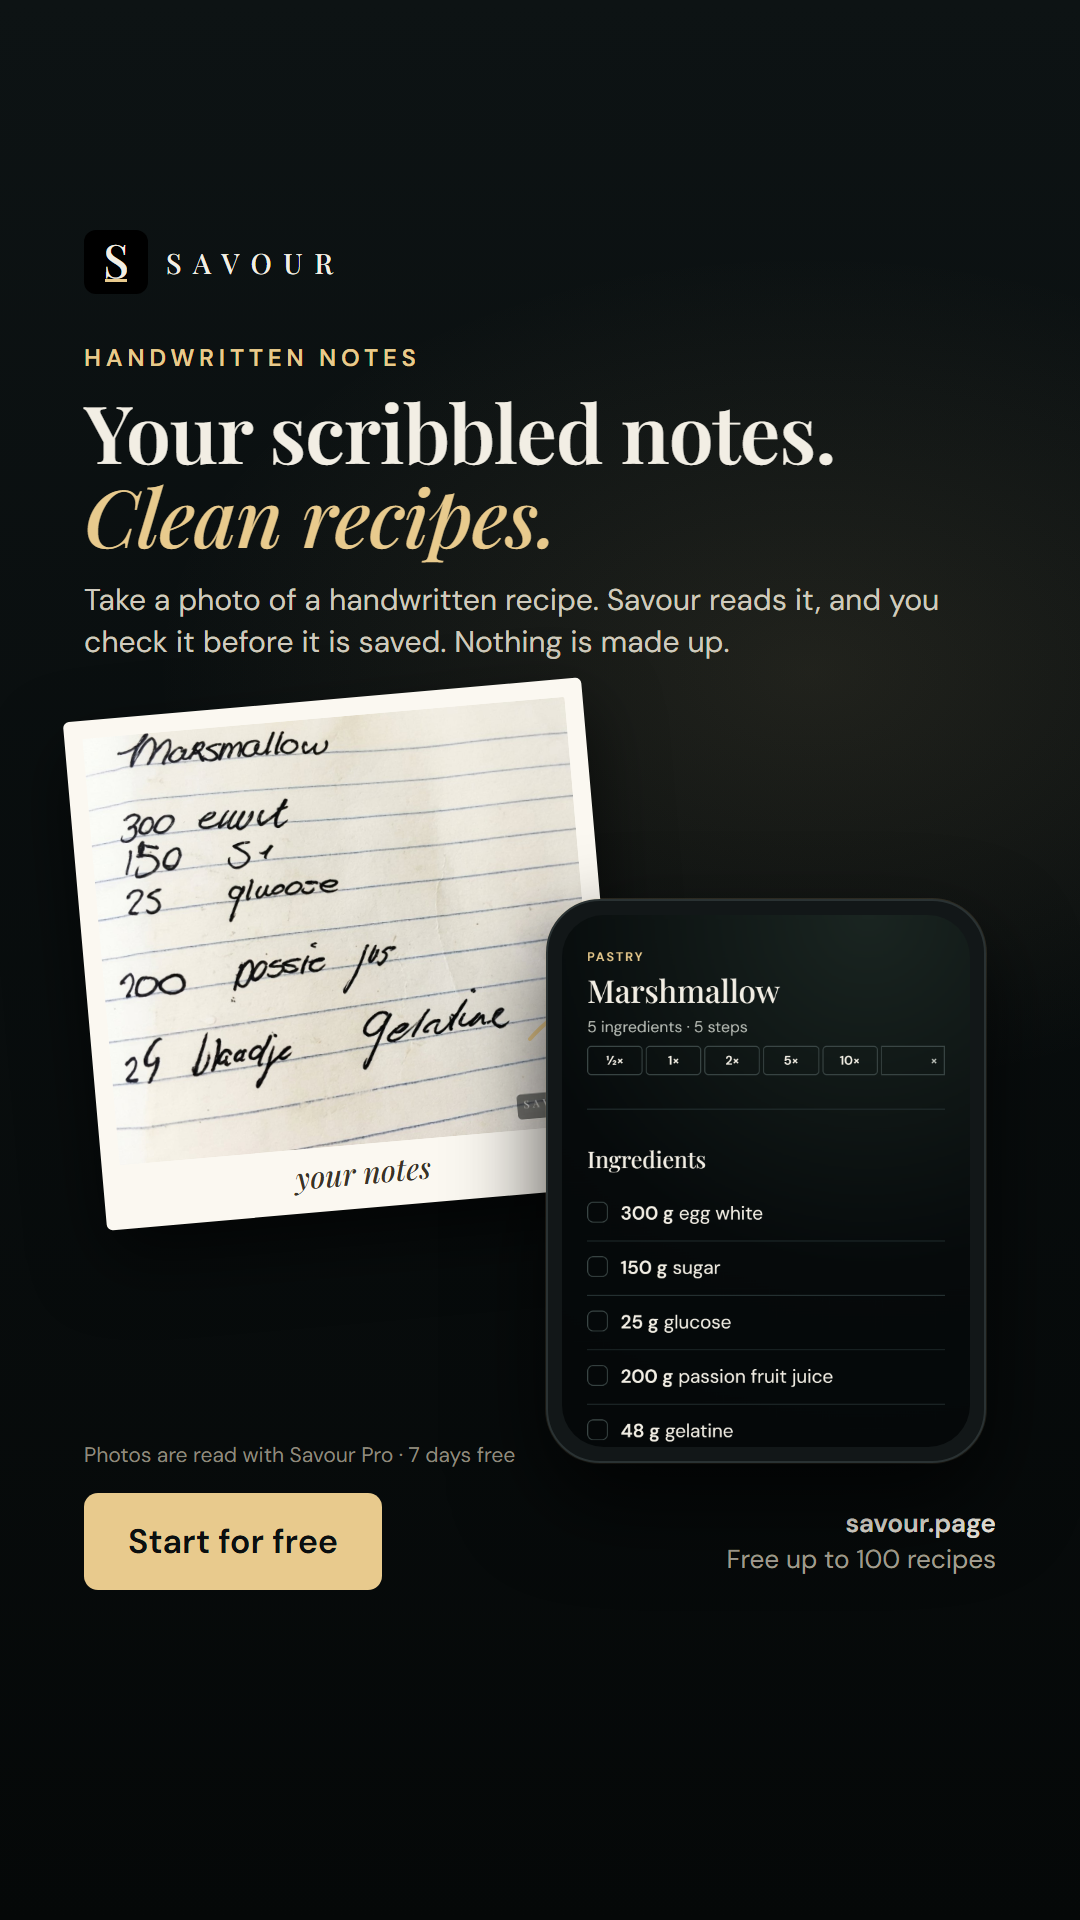 S SAVOUR
HANDWRITTEN NOTES
Your scribbled notes.
Clean recipes.
Take a photo of a handwritten recipe. Savour reads it, and you
check it before it is saved. Nothing is made up.
Marsmallow
300 eiwit
150 S1
25 glucose
200 passie jus
24 blaadje gelatine
your notes
PASTRY
Marshmallow
5 ingredients · 5 steps
½× 1× 2× 5× 10× ×
Ingredients
300 g egg white
150 g sugar
25 g glucose
200 g passion fruit juice
48 g gelatine
Photos are read with Savour Pro · 7 days free
Start for free
savour.page
Free up to 100 recipes